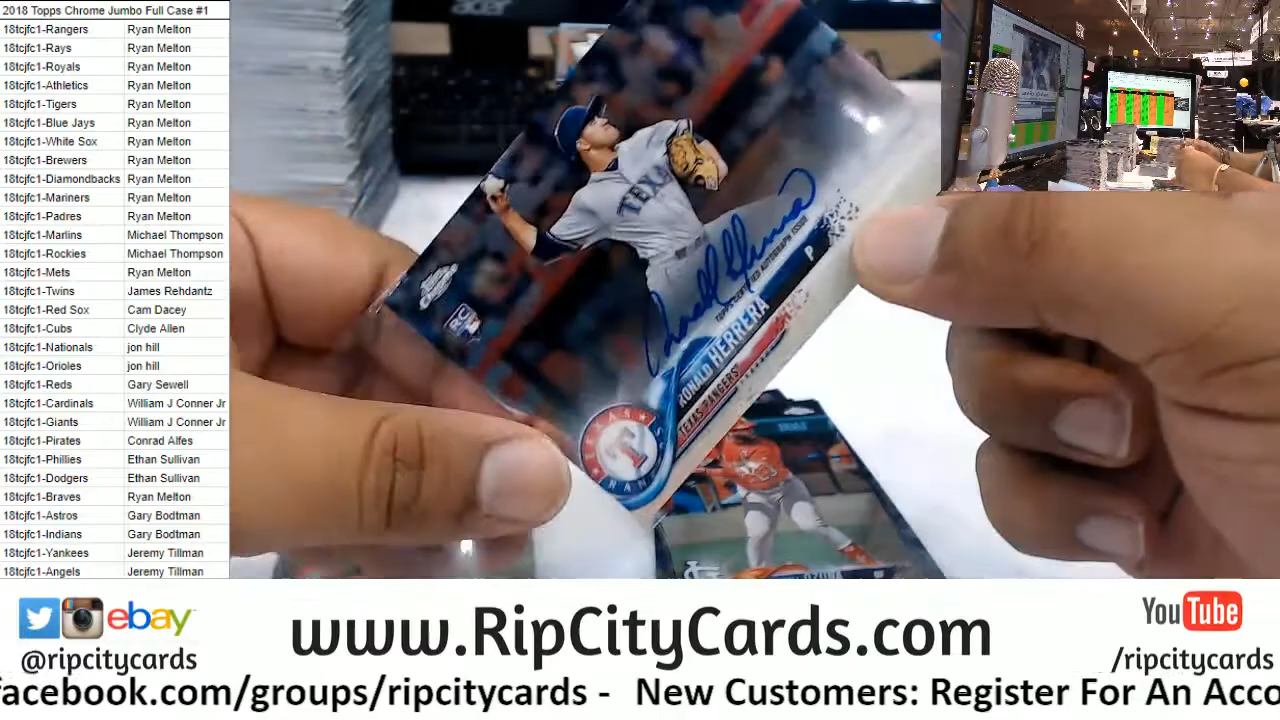 2018 Topps Chrome Jumbo Full Case #1
18tcjfc1-Rangers Ryan Melton
18tcjfc1-Rays Ryan Melton
18tcjfc1-Royals Ryan Melton
18tcjfc1-Athletics Ryan Melton
18tcjfc1-Tigers Ryan Melton
18tcjfc1-Blue Jays Ryan Melton
18tcjfc1-White Sox Ryan Melton
18tcjfc1-Brewers Ryan Melton
18tcjfc1-Diamondbacks Ryan Melton
18tcjfc1-Mariners Ryan Melton
18tcjfc1-Padres Ryan Melton
18tcjfc1-Marlins Michael Thompson
18tcjfc1-Rockies Michael Thompson
18tcjfc1-Mets Ryan Melton
18tcjfc1-Twins James Rehdantz
18tcjfc1-Red Sox Cam Dacey
18tcjfc1-Cubs Clyde Allen
18tcjfc1-Nationals jon hill
18tcjfc1-Orioles jon hill
18tcjfc1-Reds Gary Sewell
18tcjfc1-Cardinals William J Conner Jr
18tcjfc1-Giants William J Conner Jr
18tcjfc1-Pirates Conrad Alfes
18tcjfc1-Phillies Ethan Sullivan
18tcjfc1-Dodgers Ethan Sullivan
18tcjfc1-Braves Ryan Melton
18tcjfc1-Astros Gary Bodtman
18tcjfc1-Indians Gary Bodtman
18tcjfc1-Yankees Jeremy Tillman
18tcjfc1-Angels Jeremy Tillman
acer
TEXAS
RC
P
RONALD HERRERA
TEXAS RANGERS
T
ebay
@ripcitycards
www.RipCityCards.com
YouTube
/ripcitycards
facebook.com/groups/ripcitycards - New Customers: Register For An Acco